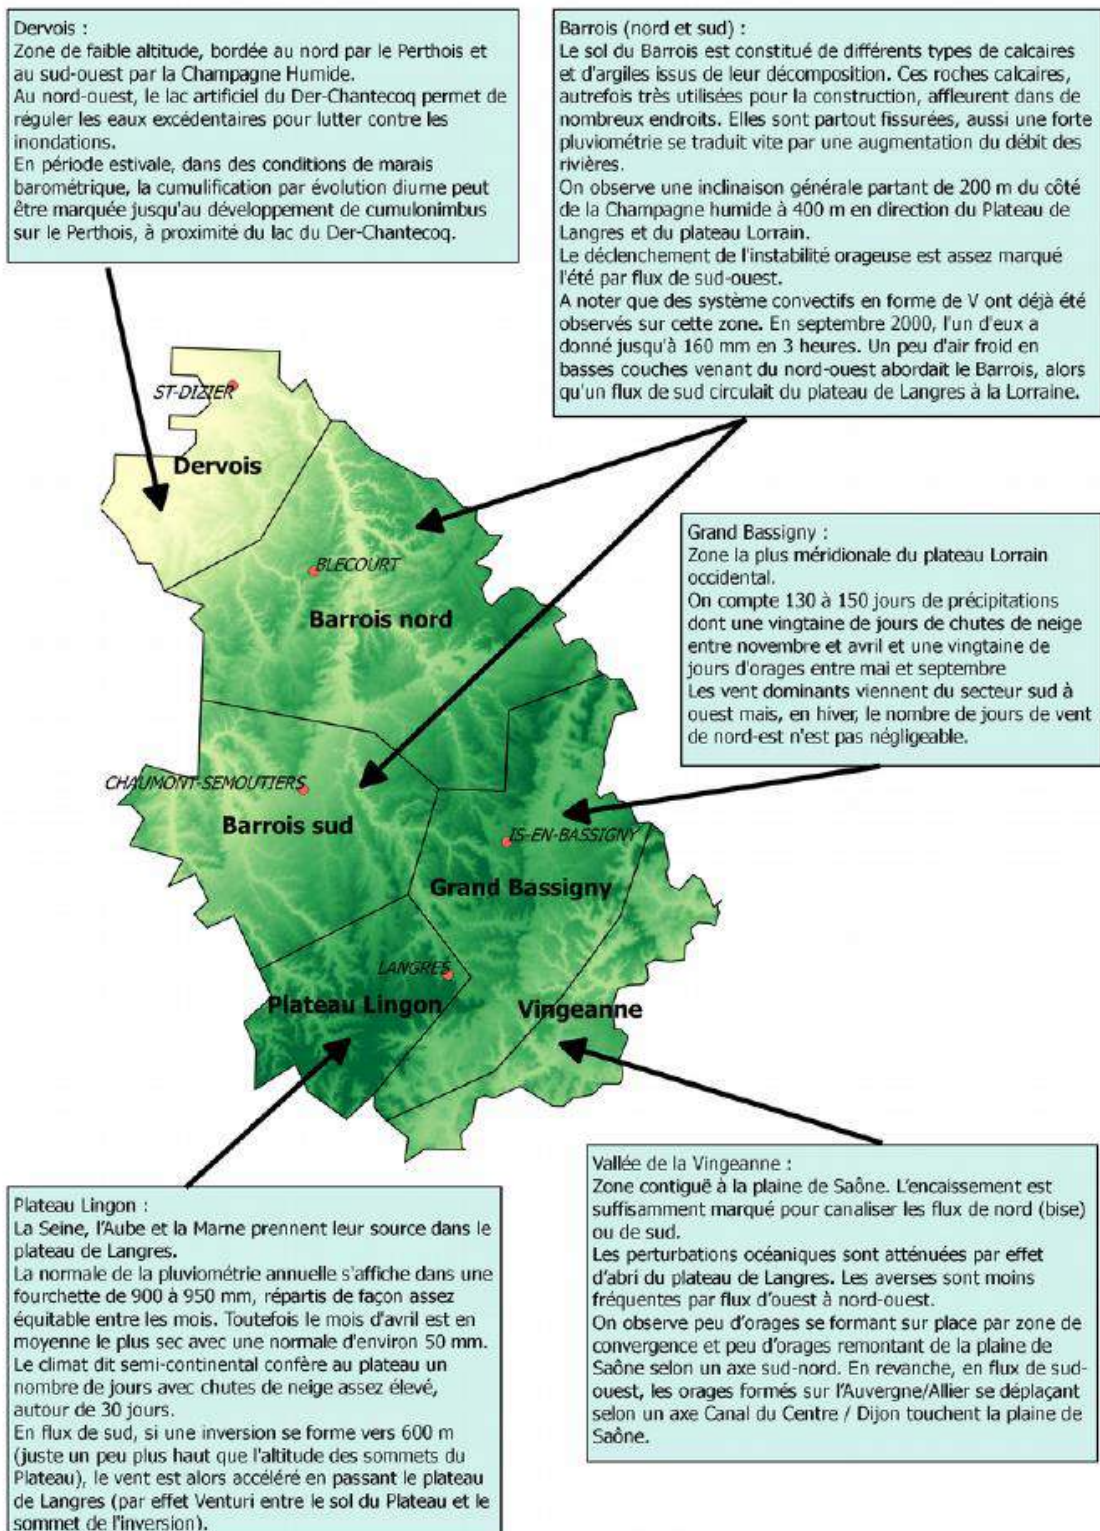 Dervois :
Zone de faible altitude, bordée au nord par le Perthois et
au sud-ouest par la Champagne Humide.
Au nord-ouest, le lac artificiel du Der-Chantecoq permet de
réguler les eaux excédentaires pour lutter contre les
inondations.
En période estivale, dans des conditions de marais
barométrique, la cumulification par évolution diurne peut
être marquée jusqu'au développement de cumulonimbus
sur le Perthois, à proximité du lac du Der-Chantecoq.
Barrois (nord et sud) :
Le sol du Barrois est constitué de différents types de calcaires
et d'argiles issus de leur décomposition. Ces roches calcaires,
autrefois très utilisées pour la construction, affleurent dans de
nombreux endroits. Elles sont partout fissurées, aussi une forte
pluviométrie se traduit vite par une augmentation du débit des
rivières.
On observe une inclinaison générale partant de 200 m du côté
de la Champagne humide à 400 m en direction du Plateau de
Langres et du plateau Lorrain.
Le déclenchement de l'instabilité orageuse est assez marqué
l'été par flux de sud-ouest.
A noter que des système convectifs en forme de V ont déjà été
observés sur cette zone. En septembre 2000, l'un d'eux a
donné jusqu'à 160 mm en 3 heures. Un peu d'air froid en
basses couches venant du nord-ouest abordait le Barrois, alors
qu'un flux de sud circulait du plateau de Langres à la Lorraine.
ST-DIZIER
Dervois
BLECOURT
Barrois nord
Grand Bassigny :
Zone la plus méridionale du plateau Lorrain
occidental.
On compte 130 à 150 jours de précipitations
dont une vingtaine de jours de chutes de neige
entre novembre et avril et une vingtaine de
jours d'orages entre mai et septembre
Les vent dominants viennent du secteur sud à
ouest mais, en hiver, le nombre de jours de vent
de nord-est n'est pas négligeable.
CHAUMONT-SEMOUTIERS
Barrois sud
IS-EN-BASSIGNY
Grand Bassigny
LANGRES
Plateau Lingon
Vingeanne
Plateau Lingon :
La Seine, l'Aube et la Marne prennent leur source dans le
plateau de Langres.
La normale de la pluviométrie annuelle s'affiche dans une
fourchette de 900 à 950 mm, répartis de façon assez
équitable entre les mois. Toutefois le mois d'avril est en
moyenne le plus sec avec une normale d'environ 50 mm.
Le climat dit semi-continental confère au plateau un
nombre de jours avec chutes de neige assez élevé,
autour de 30 jours.
En flux de sud, si une inversion se forme vers 600 m
(juste un peu plus haut que l'altitude des sommets du
Plateau), le vent est alors accéléré en passant le plateau
de Langres (par effet Venturi entre le sol du Plateau et le
sommet de l'inversion).
Vallée de la Vingeanne :
Zone contiguë à la plaine de Saône. L'encaissement est
suffisamment marqué pour canaliser les flux de nord (bise)
ou de sud.
Les perturbations océaniques sont atténuées par effet
d'abri du plateau de Langres. Les averses sont moins
fréquentes par flux d'ouest à nord-ouest.
On observe peu d'orages se formant sur place par zone de
convergence et peu d'orages remontant de la plaine de
Saône selon un axe sud-nord. En revanche, en flux de sud-
ouest, les orages formés sur l'Auvergne/Allier se déplaçant
selon un axe Canal du Centre / Dijon touchent la plaine de
Saône.